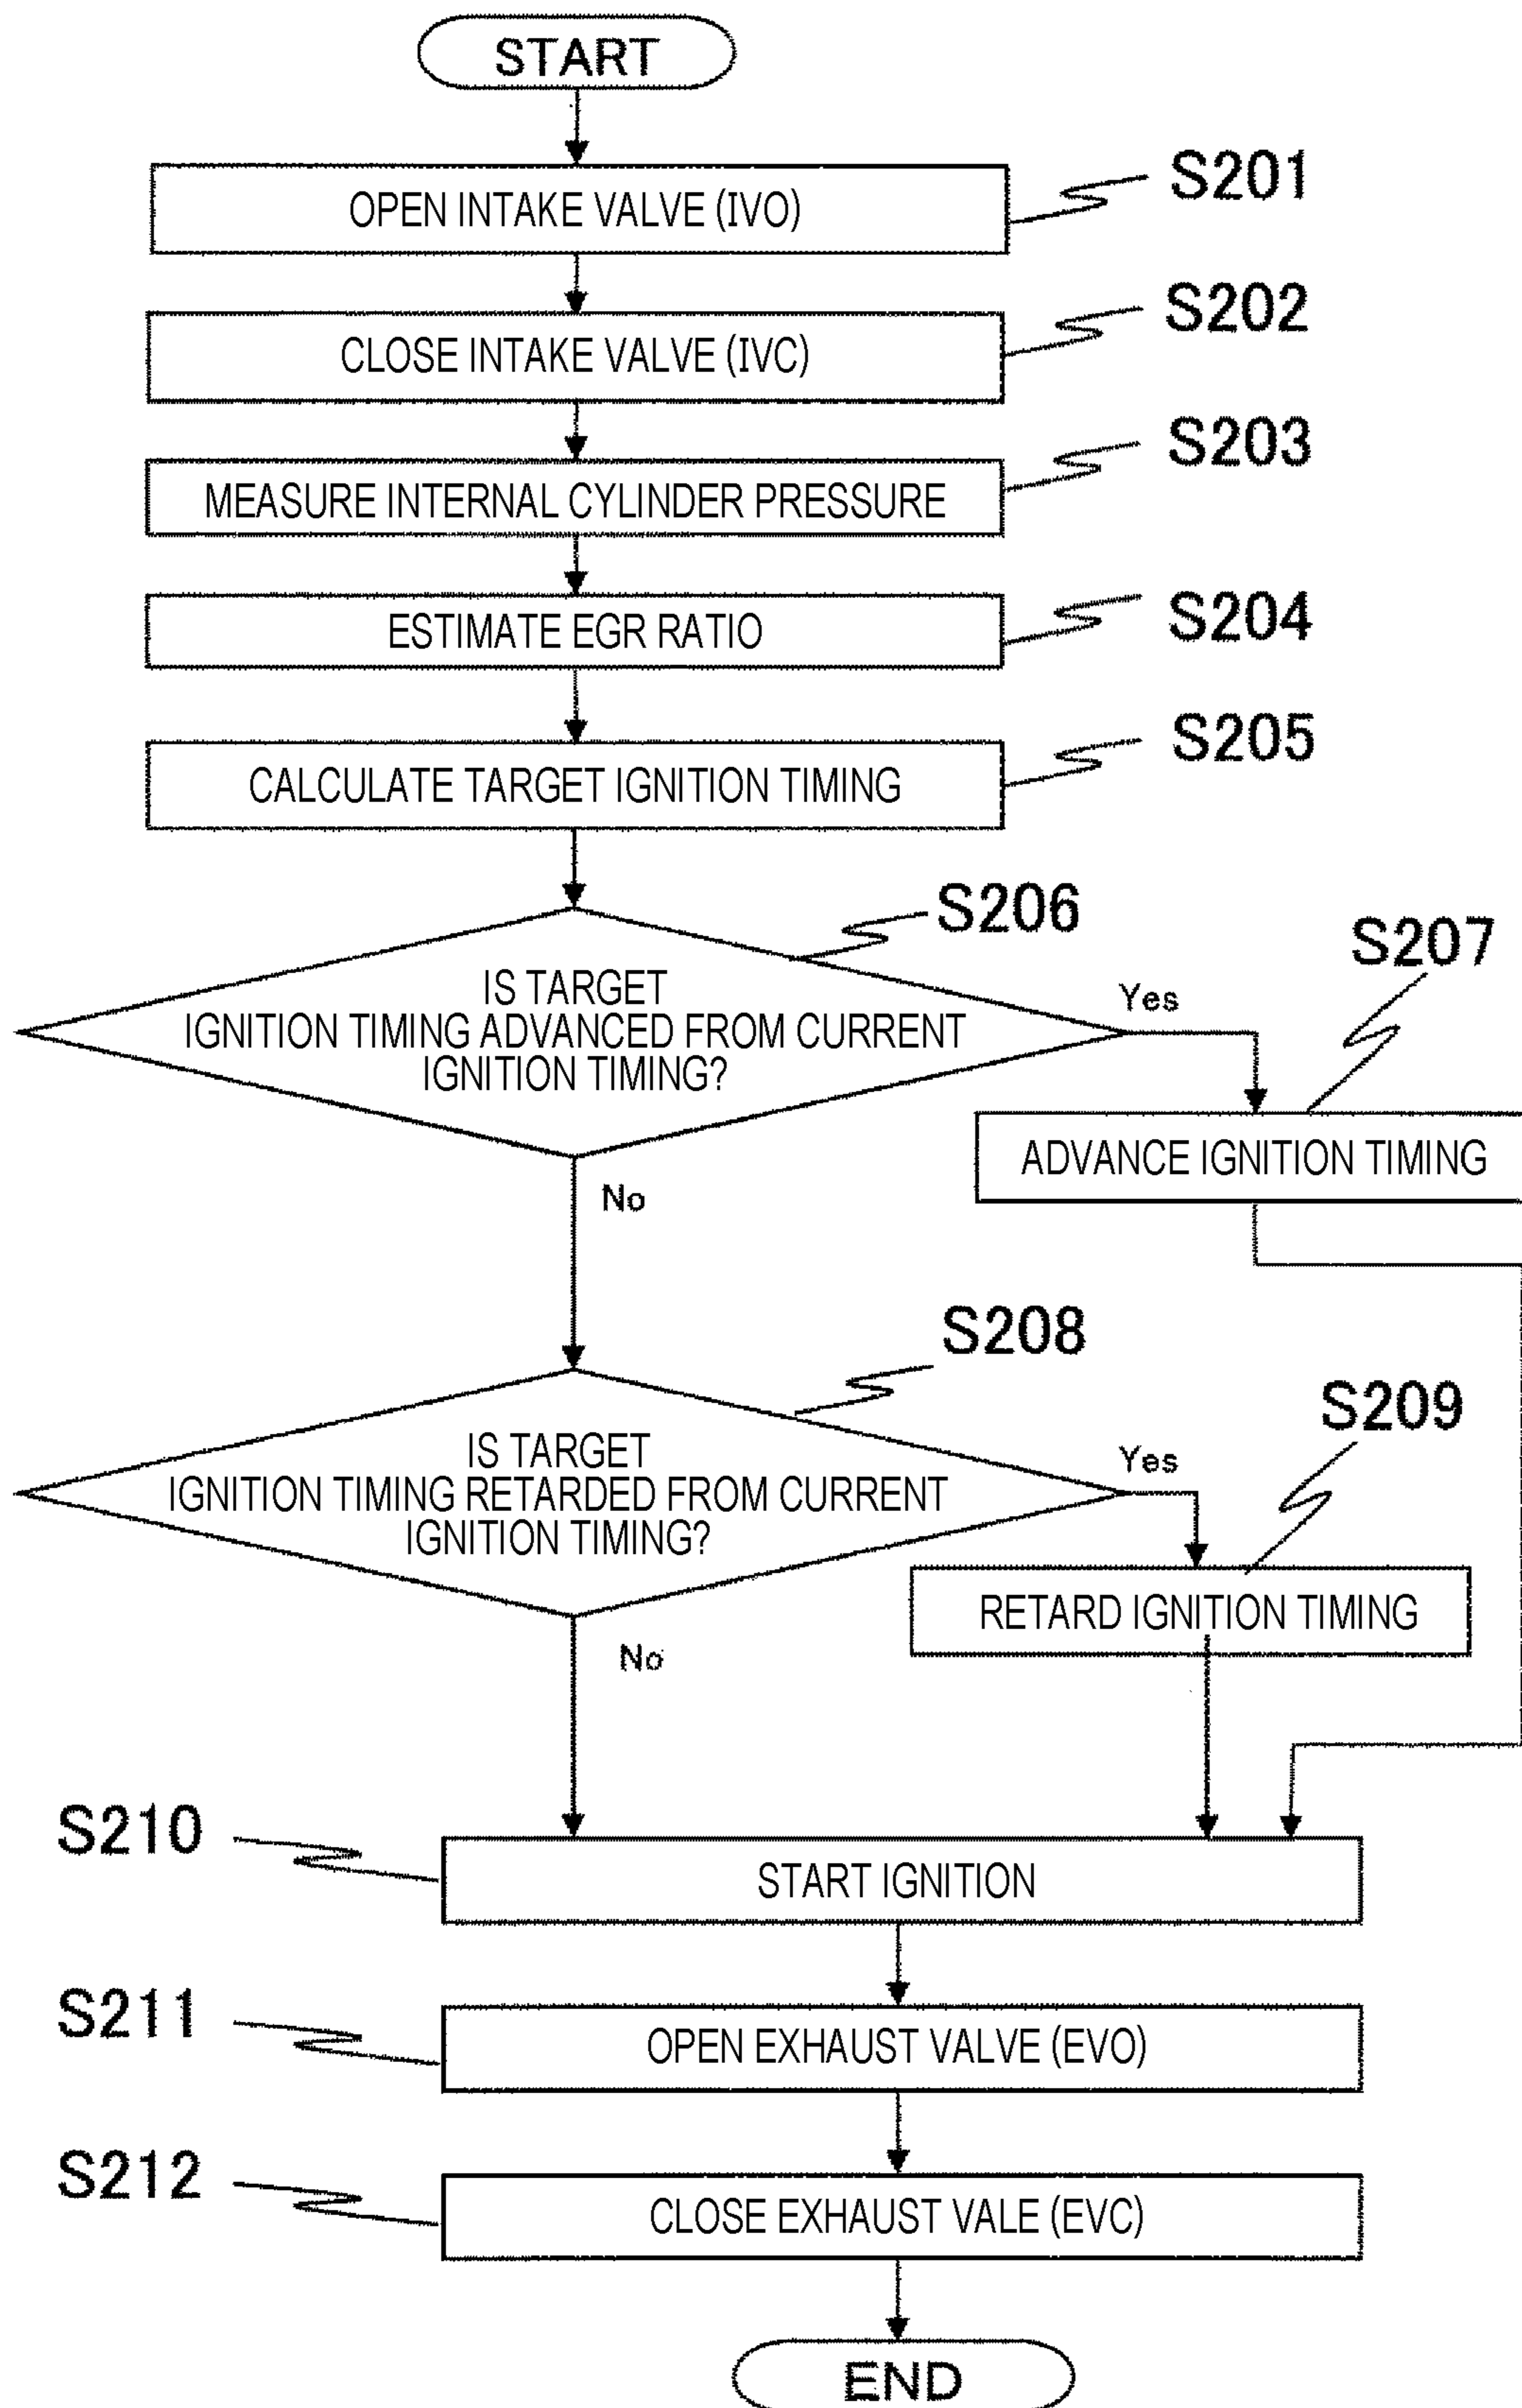 START
OPEN INTAKE VALVE (IVO)
S201
CLOSE INTAKE VALVE (IVC)
S202
MEASURE INTERNAL CYLINDER PRESSURE
S203
ESTIMATE EGR RATIO
S204
CALCULATE TARGET IGNITION TIMING
S205
S206
IS TARGET
IGNITION TIMING ADVANCED FROM CURRENT
IGNITION TIMING?
Yes
S207
ADVANCE IGNITION TIMING
No
S208
IS TARGET
IGNITION TIMING RETARDED FROM CURRENT
IGNITION TIMING?
Yes
S209
RETARD IGNITION TIMING
No
S210
START IGNITION
S211
OPEN EXHAUST VALVE (EVO)
S212
CLOSE EXHAUST VALE (EVC)
END